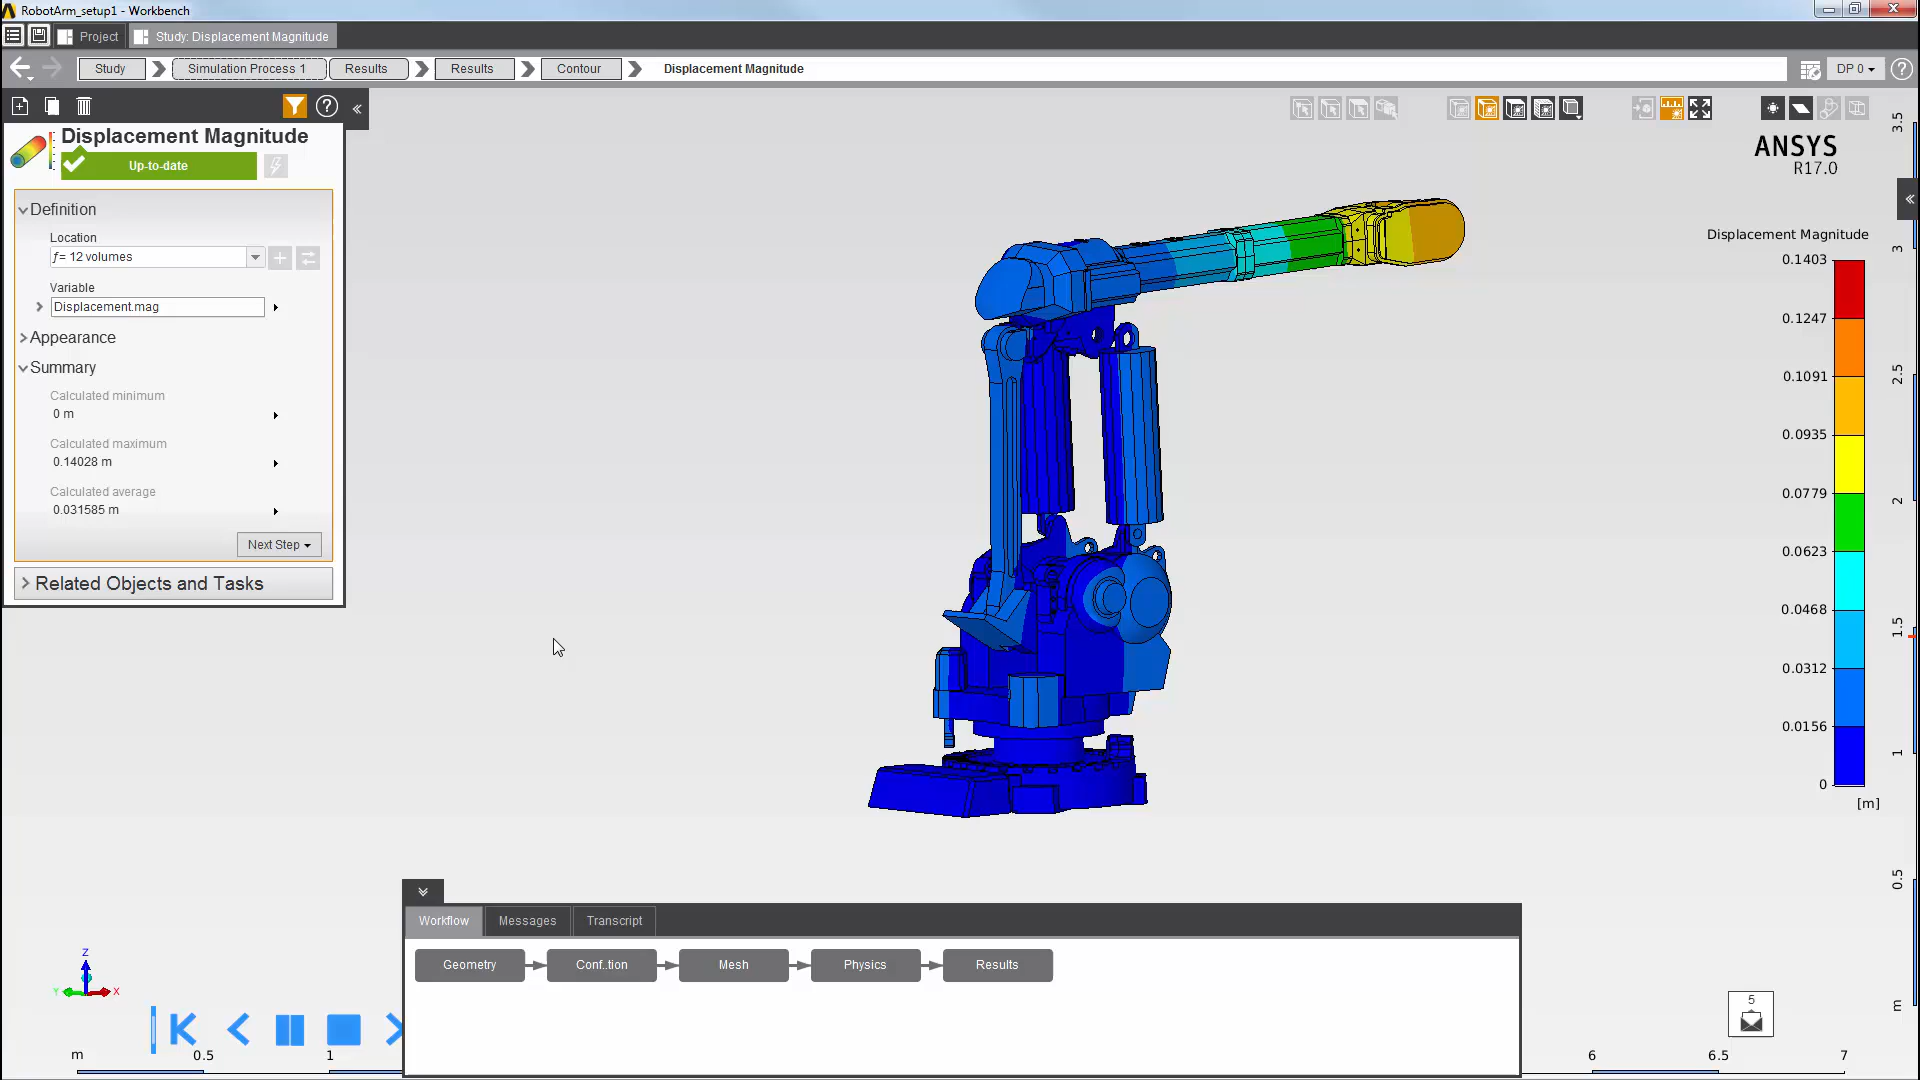 RobotArm_setup1 - Workbench
Project
Study: Displacement Magnitude
Study
Simulation Process 1
Results
Results
Contour
Displacement Magnitude
DP 0
?
?
Displacement Magnitude
Up-to-date
Definition
Location
ƒ= 12 volumes
Variable
Displacement.mag
Appearance
Summary
Calculated minimum
0 m
Calculated maximum
0.14028 m
Calculated average
0.031585 m
Next Step
Related Objects and Tasks
ANSYS
R17.0
Displacement Magnitude
0.1403
0.1247
0.1091
0.0935
0.0779
0.0623
0.0468
0.0312
0.0156
0
[m]
3.5
3
2.5
2
1.5
1
0.5
m
Workflow
Messages
Transcript
Geometry
Conf..tion
Mesh
Physics
Results
Z
Y
X
5
m
0.5
1
6
6.5
7